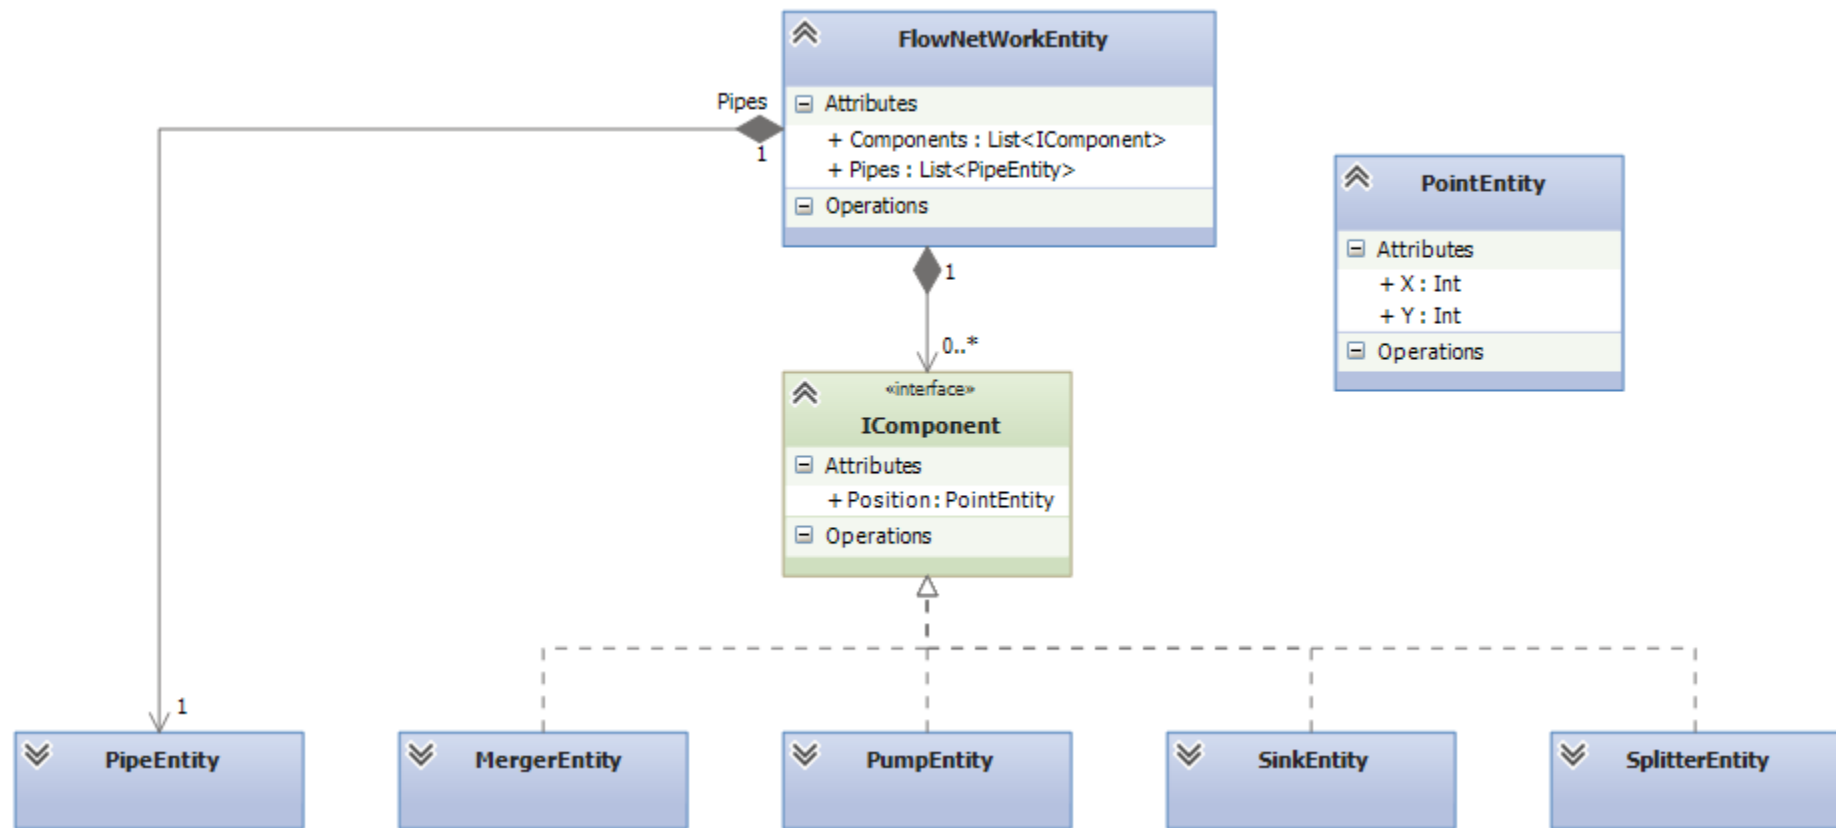 FlowNetWorkEntity
Attributes
+ Components : List<IComponent>
+ Pipes : List<PipeEntity>
Operations
Pipes
1
1
0..*
PointEntity
Attributes
+ X : Int
+ Y : Int
Operations
«interface»
IComponent
Attributes
+ Position : PointEntity
Operations
1
PipeEntity
MergerEntity
PumpEntity
SinkEntity
SplitterEntity